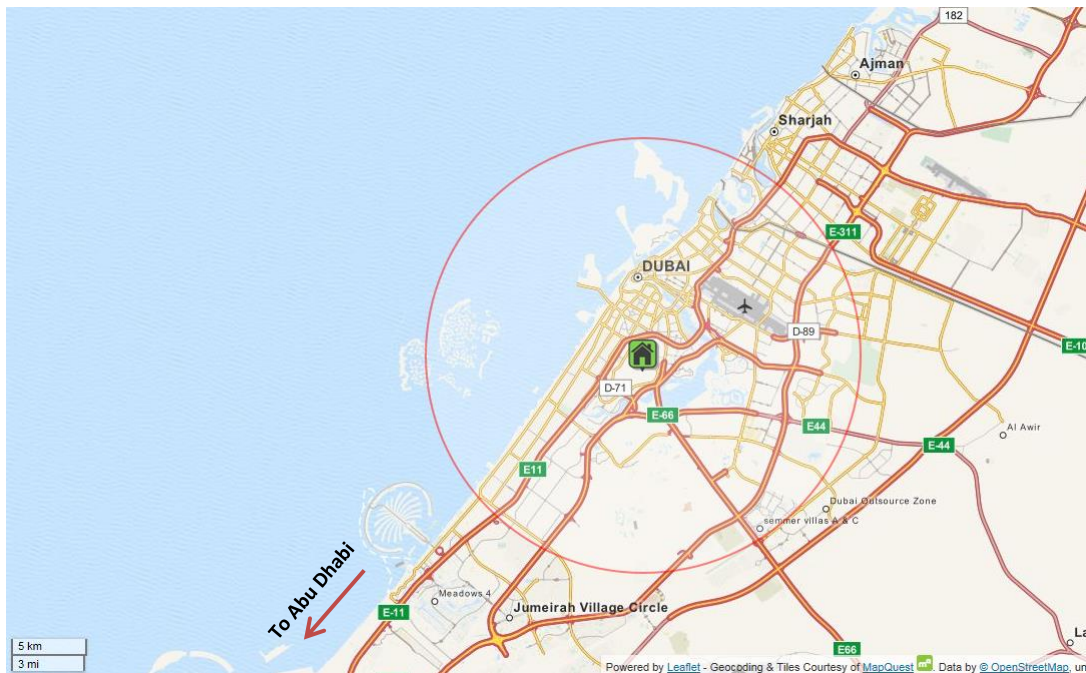 182
Ajman
Sharjah
E-311
DUBAI
D-89
E-10
D-71
E-66
E44
Al Awir
E-44
E11
Dubai Outsource Zone
semmer villas A & C
To Abu Dhabi
Meadows 4
E-11
Jumeirah Village Circle
La
E66
5 km
3 mi
Powered by Leaflet - Geocoding & Tiles Courtesy of MapQuest mq. Data by © OpenStreetMap, un